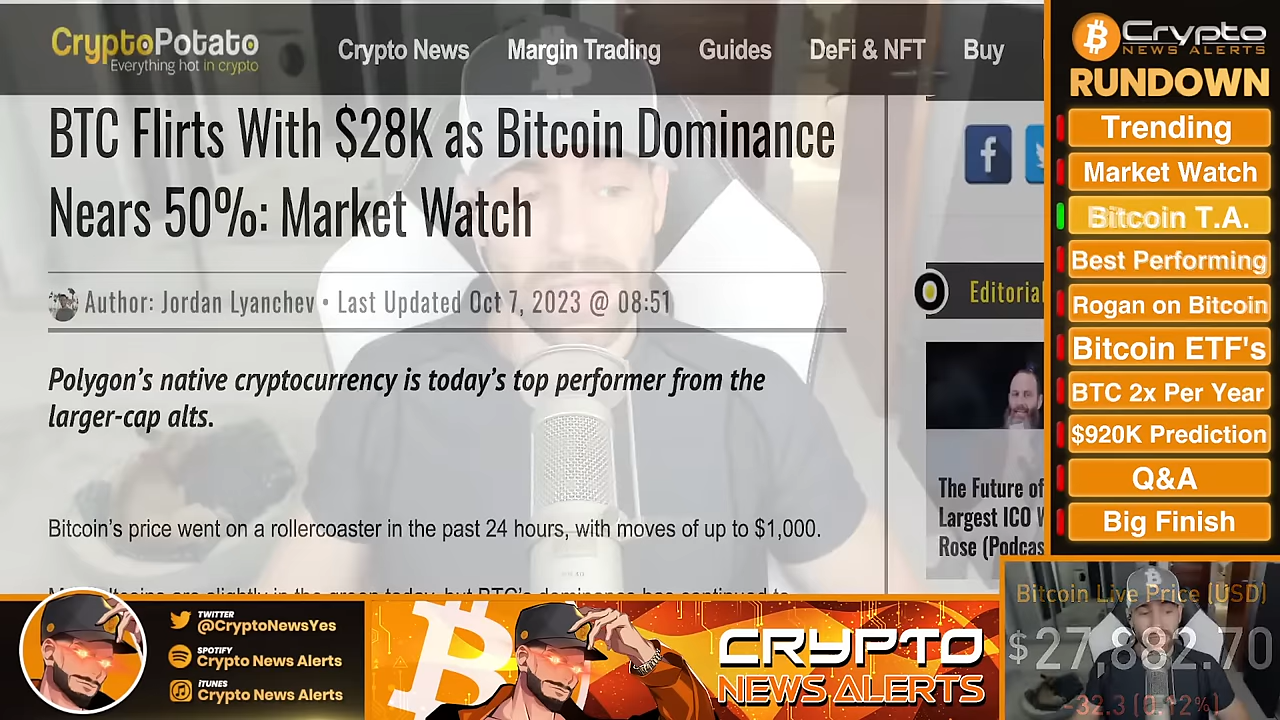 CryptoPotato
Everything hot in crypto
Crypto News
Margin Trading
Guides
DeFi & NFT
Buy
BTC Flirts With $28K as Bitcoin Dominance
Nears 50%: Market Watch
Author: Jordan Lyanchev • Last Updated Oct 7, 2023 @ 08:51
Polygon's native cryptocurrency is today's top performer from the
larger-cap alts.
Bitcoin's price went on a rollercoaster in the past 24 hours, with moves of up to $1,000.
Editorial
The Future of
Largest ICO
Rose (Podcas
Crypto
NEWS ALERTS
RUNDOWN
Trending
Market Watch
Bitcoin T.A.
Best Performing
Rogan on Bitcoin
Bitcoin ETF's
BTC 2x Per Year
$920K Prediction
Q&A
Big Finish
TWITTER
@CryptoNewsYes
SPOTIFY
Crypto News Alerts
iTUNES
Crypto News Alerts
CRYPTO
NEWS ALERTS
Bitcoin Live Price (USD)
$27,882.70
-32.3 (0.12%)